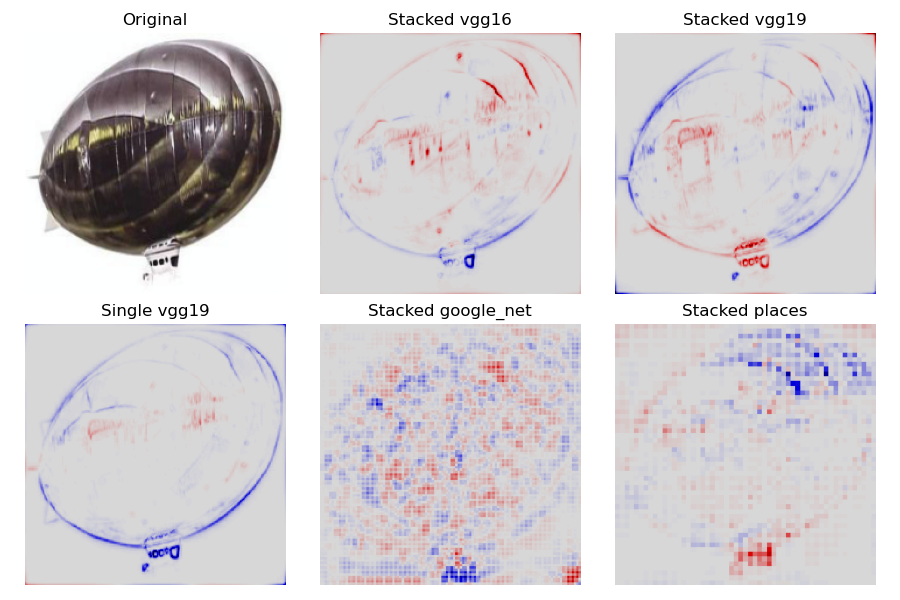 Original
Stacked vgg16
Stacked vgg19
Single vgg19
Stacked google_net
Stacked places